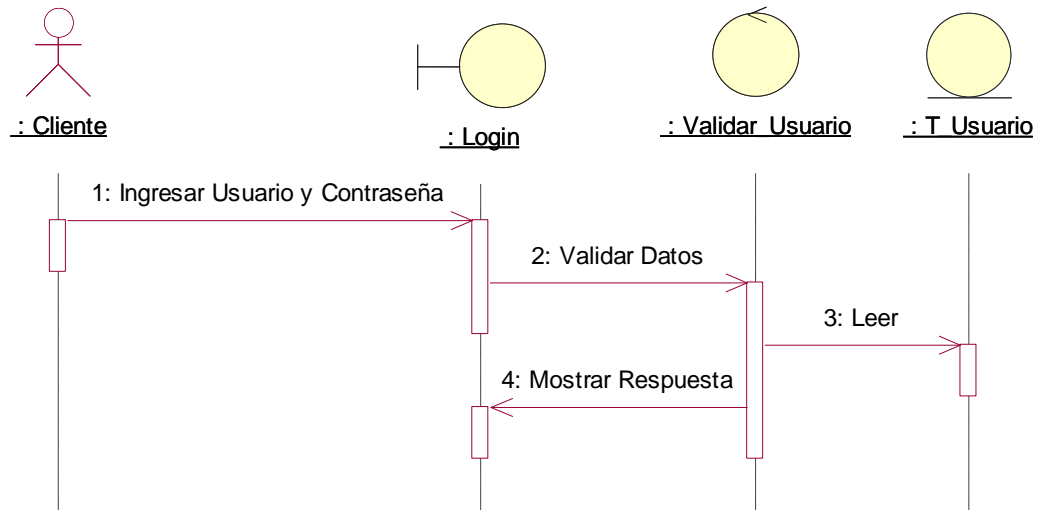 : Cliente
: Login
: Validar_Usuario
: T_Usuario
1: Ingresar Usuario y Contraseña
2: Validar Datos
3: Leer
4: Mostrar Respuesta